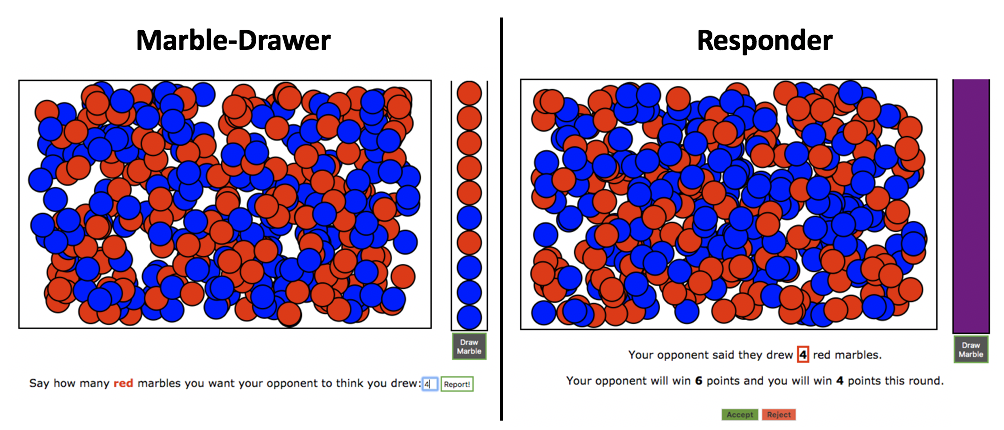 Marble-Drawer
Draw
Marble
Say how many red marbles you want your opponent to think you drew: 4 Report!
Responder
Draw
Marble
Your opponent said they drew 4 red marbles.
Your opponent will win 6 points and you will win 4 points this round.
Accept Reject